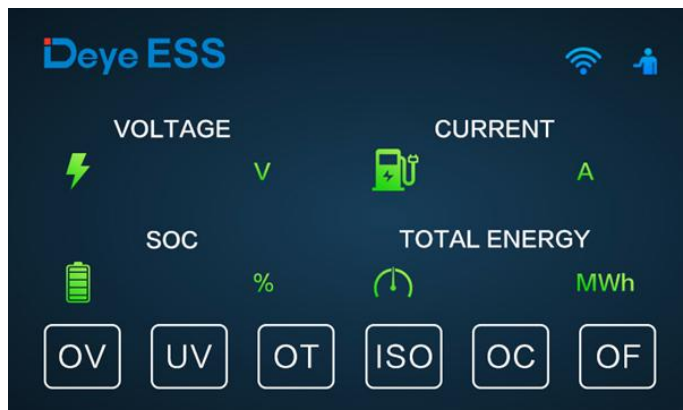 Deye ESS
VOLTAGE CURRENT
V A
SOC TOTAL ENERGY
% MWh
OV UV OT ISO OC OF